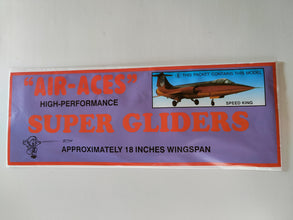 "AIR-ACES"
THIS PACKET CONTAINS THIS MODEL
HIGH-PERFORMANCE
SPEED KING
SUPER GLIDERS
APPROXIMATELY 18 INCHES WINGSPAN